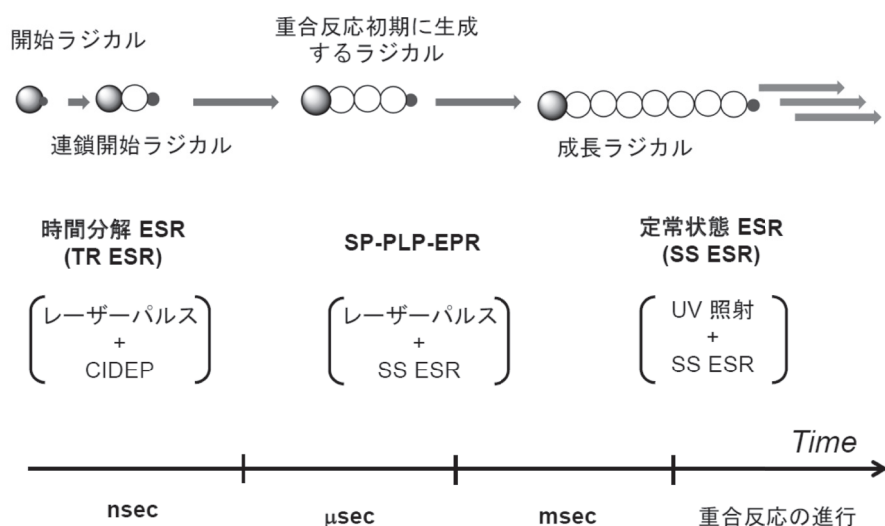 開始ラジカル
重合反応初期に生成
するラジカル
連鎖開始ラジカル
成長ラジカル
時間分解 ESR
(TR ESR)
SP-PLP-EPR
定常状態 ESR
(SS ESR)
レーザーパルス
+
CIDEP
レーザーパルス
+
SS ESR
UV 照射
+
SS ESR
Time
nsec
μsec
msec
重合反応の進行